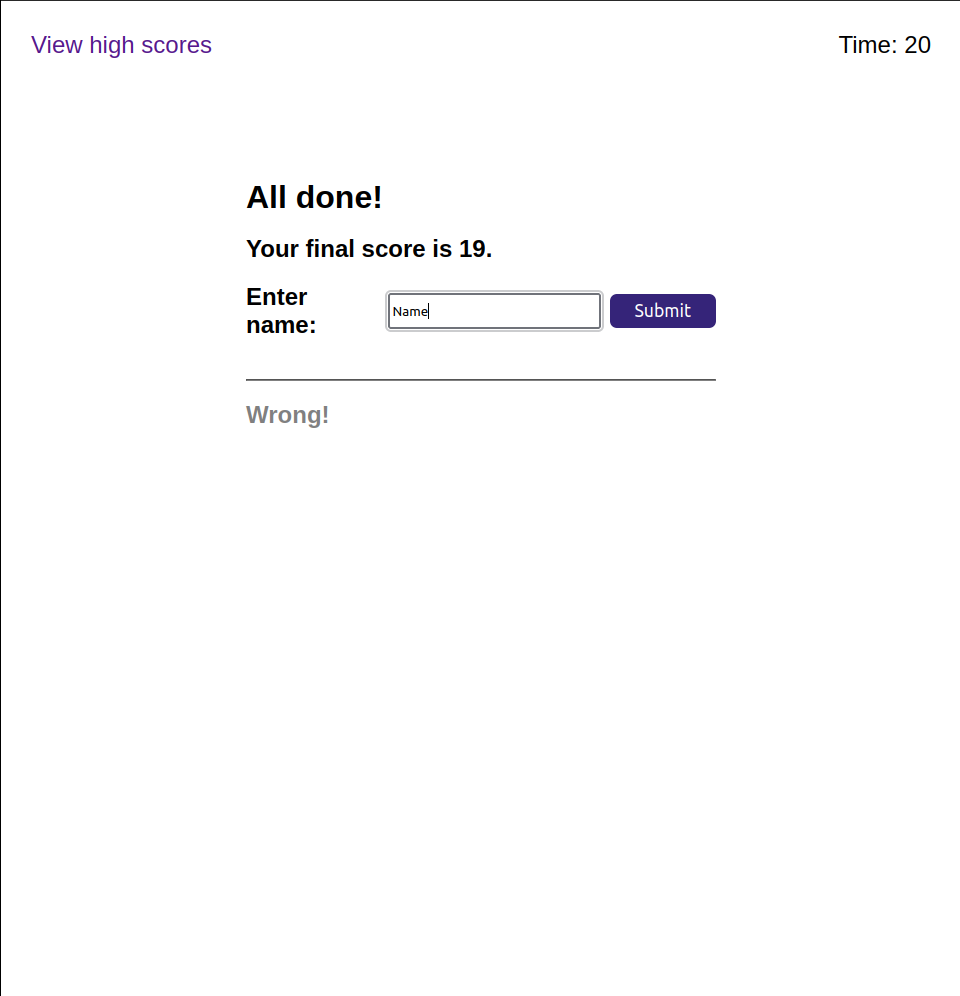 View high scores
Time: 20
All done!
Your final score is 19.
Enter
name:
Name
Submit
Wrong!